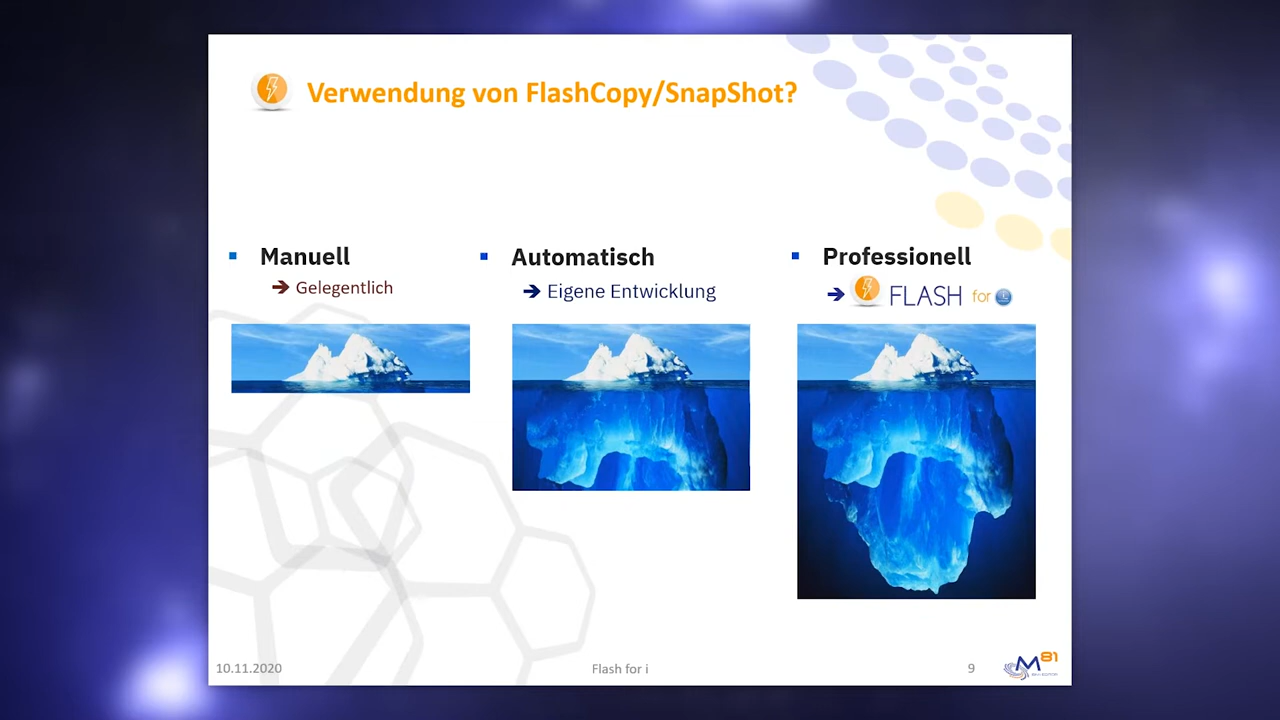 Verwendung von FlashCopy/SnapShot?
▪ Manuell
➔ Gelegentlich
▪ Automatisch
➔ Eigene Entwicklung
▪ Professionell
➔ FLASH for
10.11.2020
Flash for i
9
M81